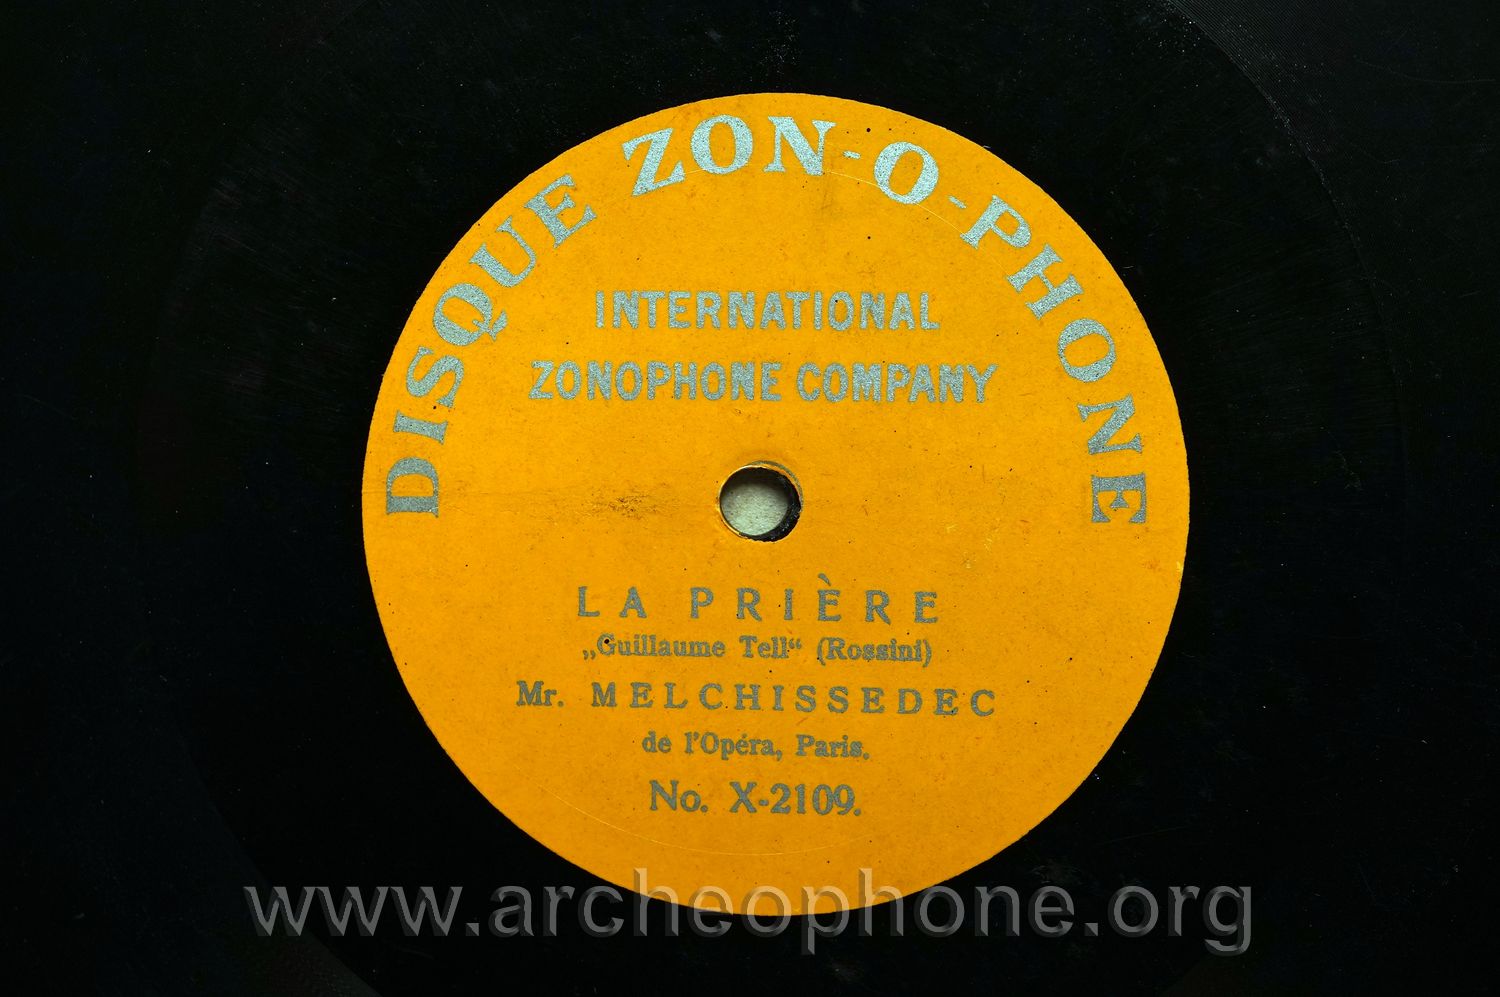 DISQUE ZON-O-PHONE
INTERNATIONAL
ZONOPHONE COMPANY
LA PRIÈRE
„Guillaume Tell“ (Rossini)
Mr. MELCHISSEDEC
de l'Opéra, Paris.
No. X-2109.
www.archeophone.org